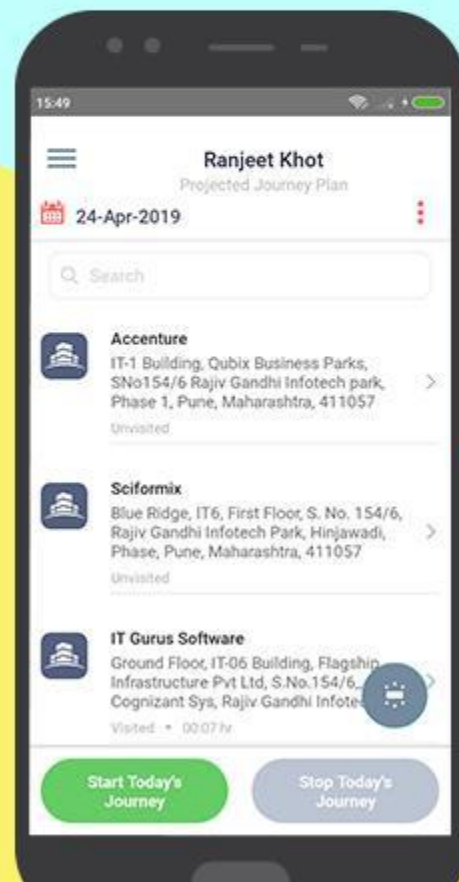 15:49
Ranjeet Khot
Projected Journey Plan
24-Apr-2019
Search
Accenture
IT-1 Building, Qubix Business Parks,
SNo154/6 Rajiv Gandhi Infotech park,
Phase 1, Pune, Maharashtra, 411057
Unvisited
Sciformix
Blue Ridge, IT6, First Floor, S. No. 154/6,
Rajiv Gandhi Infotech Park, Hinjawadi,
Phase, Pune, Maharashtra, 411057
Unvisited
IT Gurus Software
Ground Floor, IT-06 Building, Flagship
Infrastructure Pvt Ltd, S.No.154/6,
Cognizant Sys, Rajiv Gandhi
Visited • 00:07 hr
Start Today's
Journey
Stop Today's
Journey